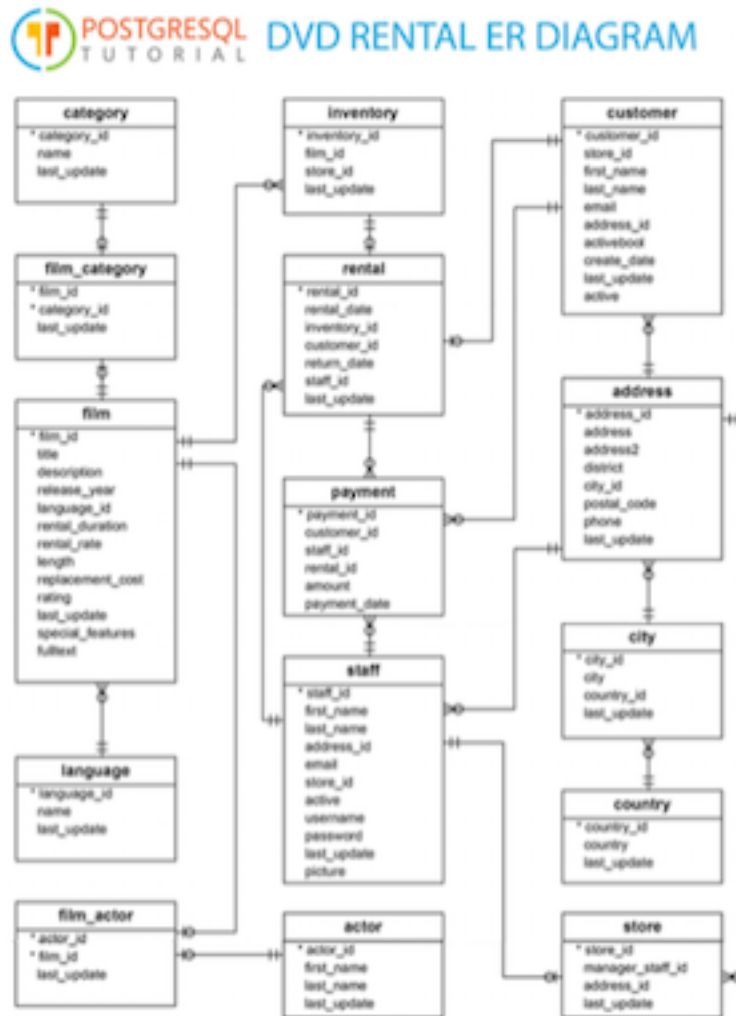 POSTGRESQL
TUTORIAL
DVD RENTAL ER DIAGRAM
category
* category_id
name
last_update
film_category
* film_id
* category_id
last_update
film
* film_id
title
description
release_year
language_id
rental_duration
rental_rate
length
replacement_cost
rating
last_update
special_features
fulltext
language
* language_id
name
last_update
film_actor
* actor_id
* film_id
last_update
inventory
* inventory_id
film_id
store_id
last_update
rental
* rental_id
rental_date
inventory_id
customer_id
return_date
staff_id
last_update
payment
* payment_id
customer_id
staff_id
rental_id
amount
payment_date
staff
* staff_id
first_name
last_name
address_id
email
store_id
active
username
password
last_update
picture
actor
* actor_id
first_name
last_name
last_update
customer
* customer_id
store_id
first_name
last_name
email
address_id
activebool
create_date
last_update
active
address
* address_id
address
address2
district
city_id
postal_code
phone
last_update
city
* city_id
city
country_id
last_update
country
* country_id
country
last_update
store
* store_id
manager_staff_id
address_id
last_update